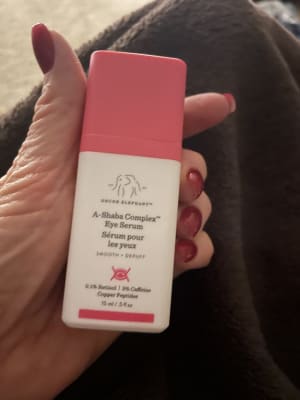 DRUNK ELEPHANT™
A-Shaba Complex™
Eye Serum
Sérum pour
les yeux
SMOOTH + DEPUFF
0.1% Retinol | 3% Caffeine
Copper Peptides
15 ml / .5 fl oz